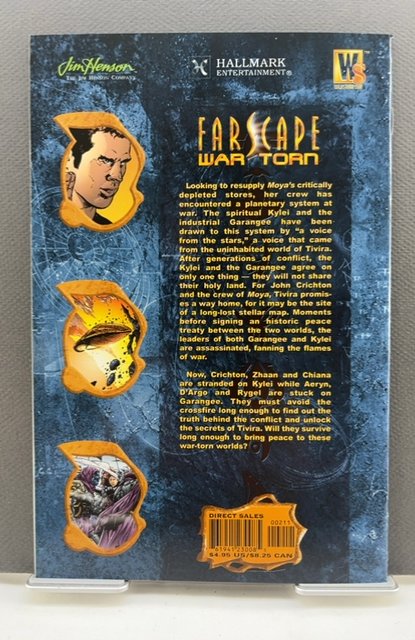 Jim Henson
The Jim Henson Company
HALLMARK
ENTERTAINMENT®
WS
FARSCAPE
WAR TORN
Looking to resupply Moya's critically
depleted stores, her crew has
encountered a planetary system at
war. The spiritual Kylei and the
industrial Garangee have been
drawn to this system by "a voice
from the stars," a voice that came
from the uninhabited world of Tivira.
After generations of conflict, the
Kylei and the Garangee agree on
only one thing — they will not share
their holy land. For John Crichton
and the crew of Moya, Tivira promis-
es a way home, for it may be the site
of a long-lost stellar map. Moments
before signing an historic peace
treaty between the two worlds, the
leaders of both Garangee and Kylei
are assassinated, fanning the flames
of war.
Now, Crichton, Zhaan and Chiana
are stranded on Kylei while Aeryn,
D'Argo and Rygel are stuck on
Garangee. They must avoid the
crossfire long enough to find out the
truth behind the conflict and unlock
the secrets of Tivira. Will they survive
long enough to bring peace to these
war-torn worlds?
DIRECT SALES
00211
61941 23008
$4.95 US/$8.25 CAN